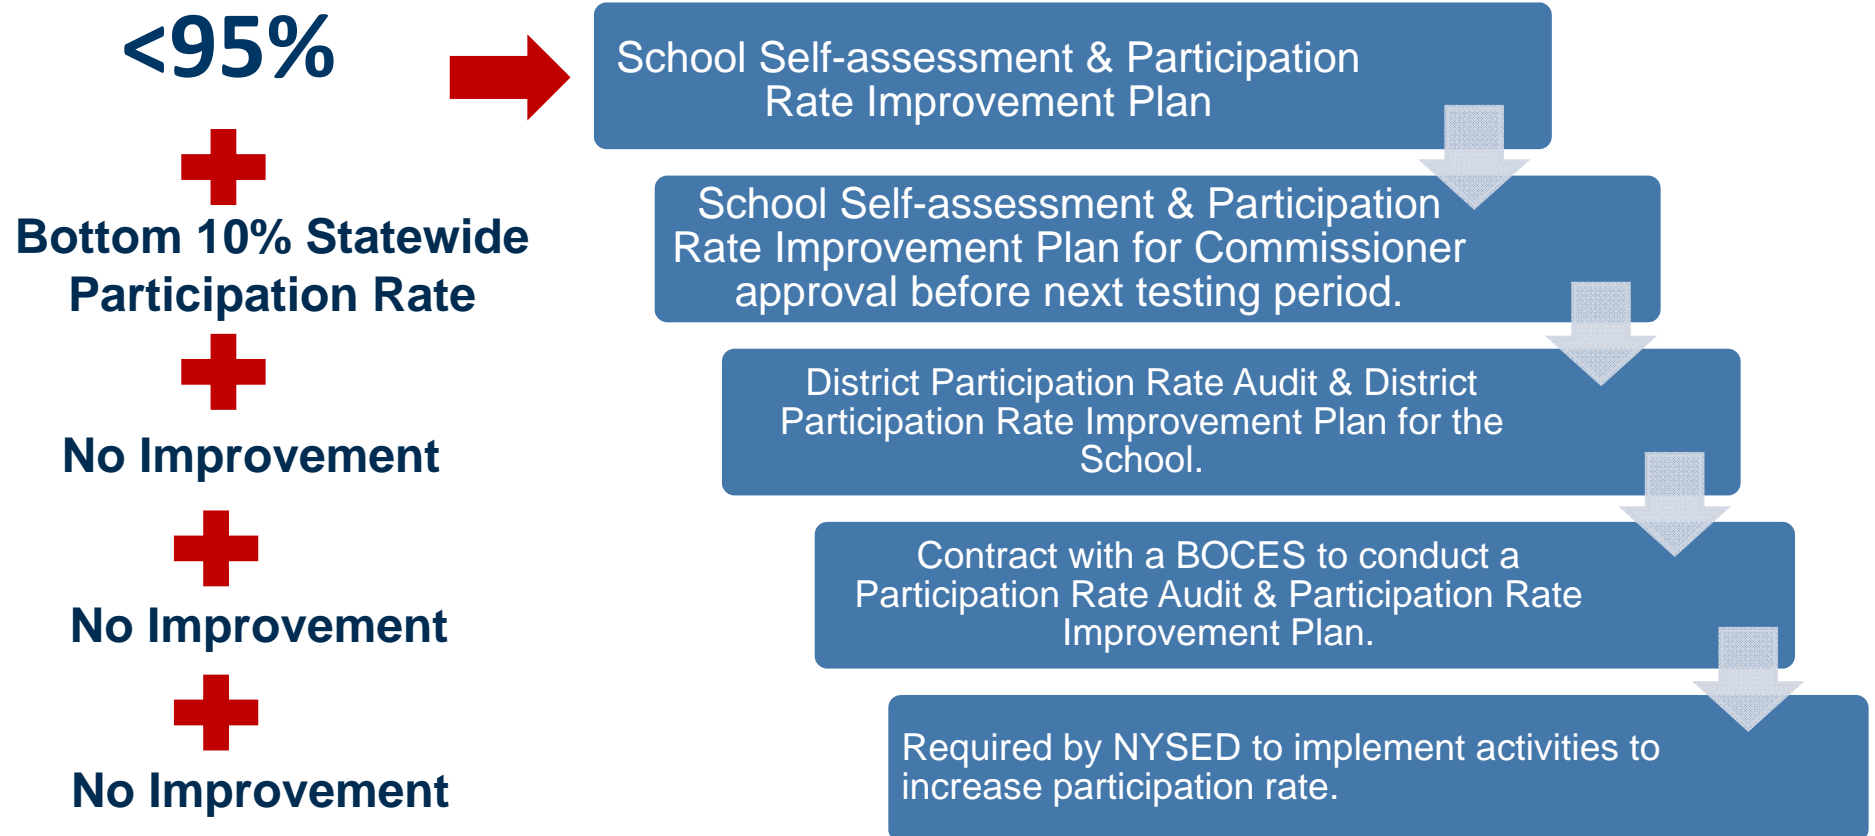 <95%
School Self-assessment & Participation
Rate Improvement Plan
Bottom 10% Statewide
Participation Rate
School Self-assessment & Participation
Rate Improvement Plan for Commissioner
approval before next testing period.
No Improvement
District Participation Rate Audit & District
Participation Rate Improvement Plan for the
School.
No Improvement
Contract with a BOCES to conduct a
Participation Rate Audit & Participation Rate
Improvement Plan.
No Improvement
Required by NYSED to implement activities to
increase participation rate.